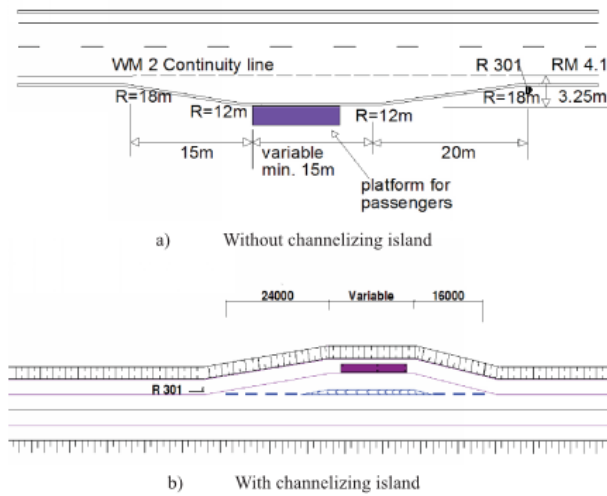 WM 2 Continuity line R 301 RM 4.1
R=18m R=12m R=12m R=18m 3.25m
15m variable 20m
min. 15m
platform for
passengers
a) Without channelizing island
24000 Variable 16000
R 301
b) With channelizing island